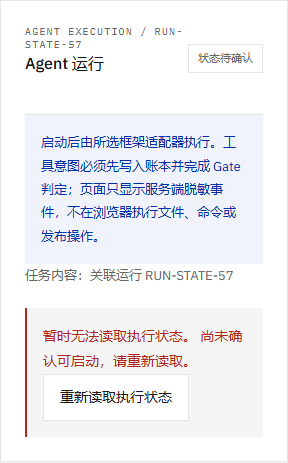 AGENT EXECUTION / RUN-
STATE-57
Agent 运行
状态待确认
启动后由所选框架适配器执行。工
具意图必须先写入账本并完成 Gate
判定；页面只显示服务端脱敏事
件，不在浏览器执行文件、命令或
发布操作。
任务内容：关联运行 RUN-STATE-57
暂时无法读取执行状态。 尚未确
认可启动，请重新读取。
重新读取执行状态